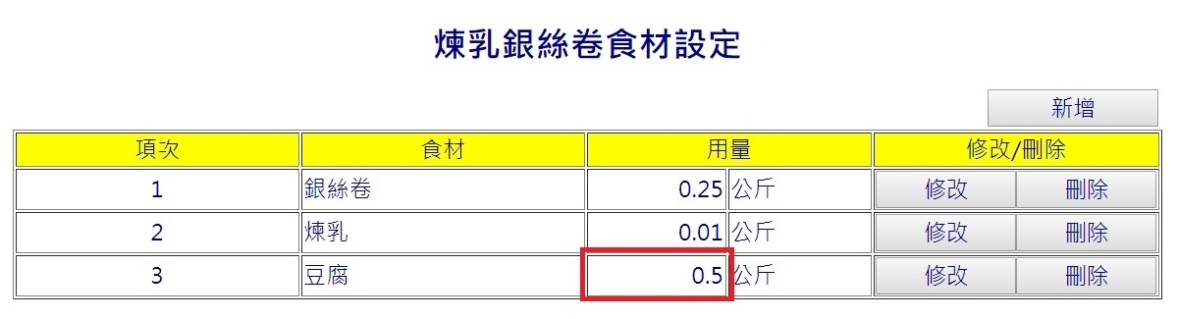 煉乳銀絲卷食材設定
新增
項次 食材 用量 修改/刪除
1 銀絲卷 0.25 公斤 修改 刪除
2 煉乳 0.01 公斤 修改 刪除
3 豆腐 0.5 公斤 修改 刪除